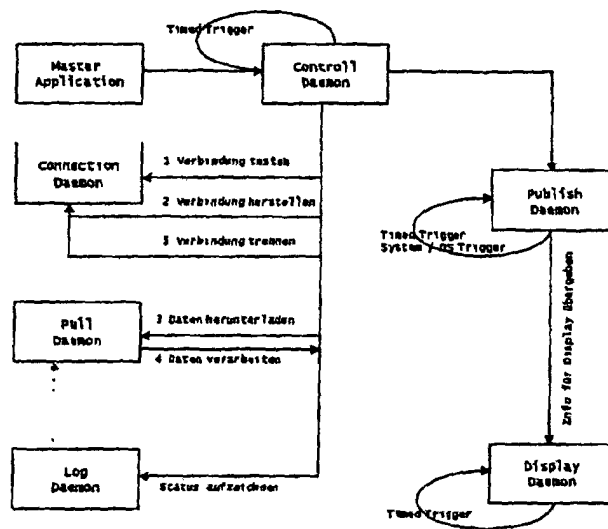 Timed Trigger
Master
Application
Controll
Daemon
Connection
Daemon
1 Verbindung testen
2 Verbindung herstellen
5 Verbindung trennen
Publish
Daemon
Timed Trigger
System / OS Trigger
Pull
Daemon
3 Daten herunterladen
4 Daten verarbeiten
Info für Display übergeben
Log
Daemon
Status aufzeichnen
Display
Daemon
Timed Trigger